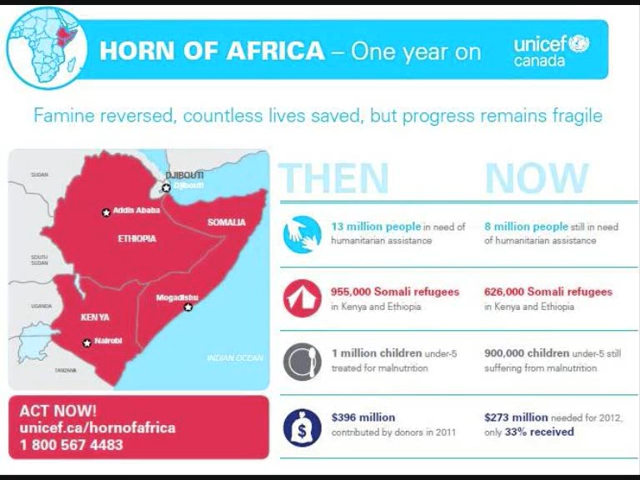 HORN OF AFRICA – One year on
unicef
canada
Famine reversed, countless lives saved, but progress remains fragile
SUDAN
DJIBOUTI
Djibouti
Addin Ababa
SOMALIA
ETHIOPIA
SOUTH
SUDAN
UGANDA
Mogadishu
KENYA
Nairobi
INDIAN OCEAN
TANZANIA
ACT NOW!
unicef.ca/hornofafrica
1 800 567 4483
THEN NOW
13 million people in need of
humanitarian assistance
8 million people still in need
of humanitarian assistance
955,000 Somali refugees
in Kenya and Ethiopia
626,000 Somali refugees
in Kenya and Ethiopia
1 million children under-5
treated for malnutrition
900,000 children under-5 still
suffering from malnutrition
$396 million
contributed by donors in 2011
$273 million needed for 2012,
only 33% received
$